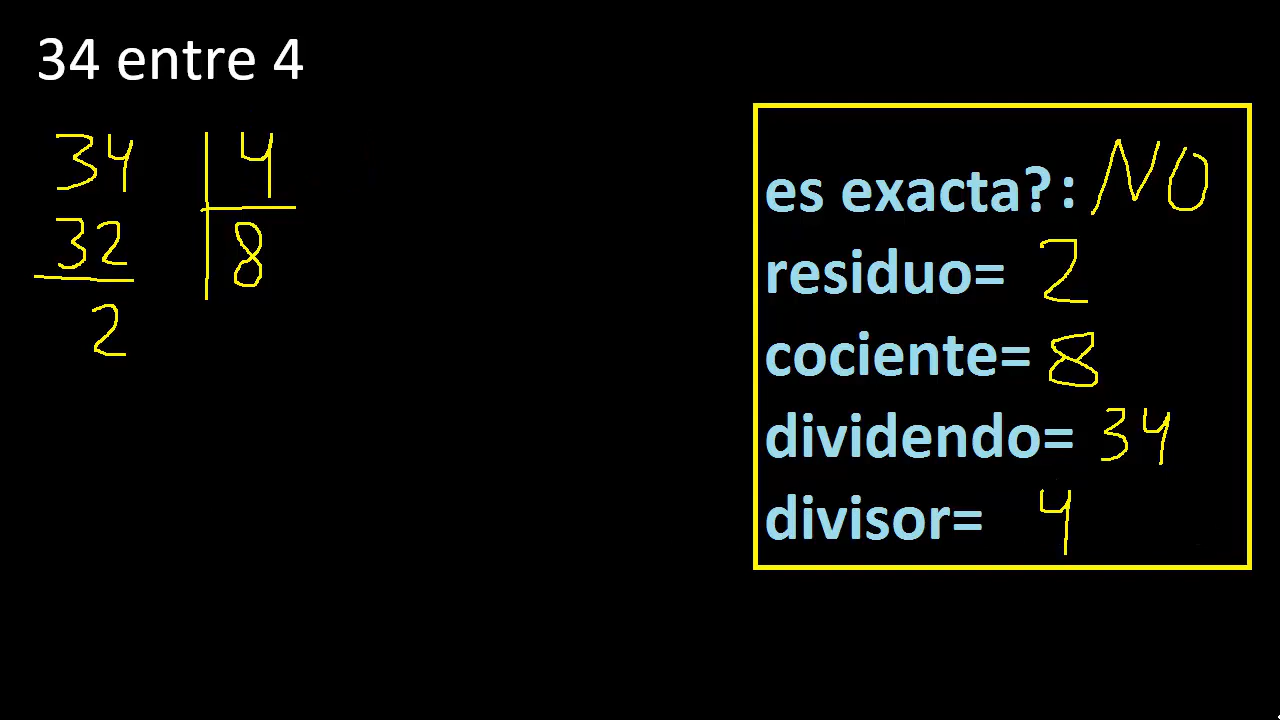 34 entre 4
34 4
32 8
2
es exacta?: NO
residuo= 2
cociente= 8
dividendo= 34
divisor= 4